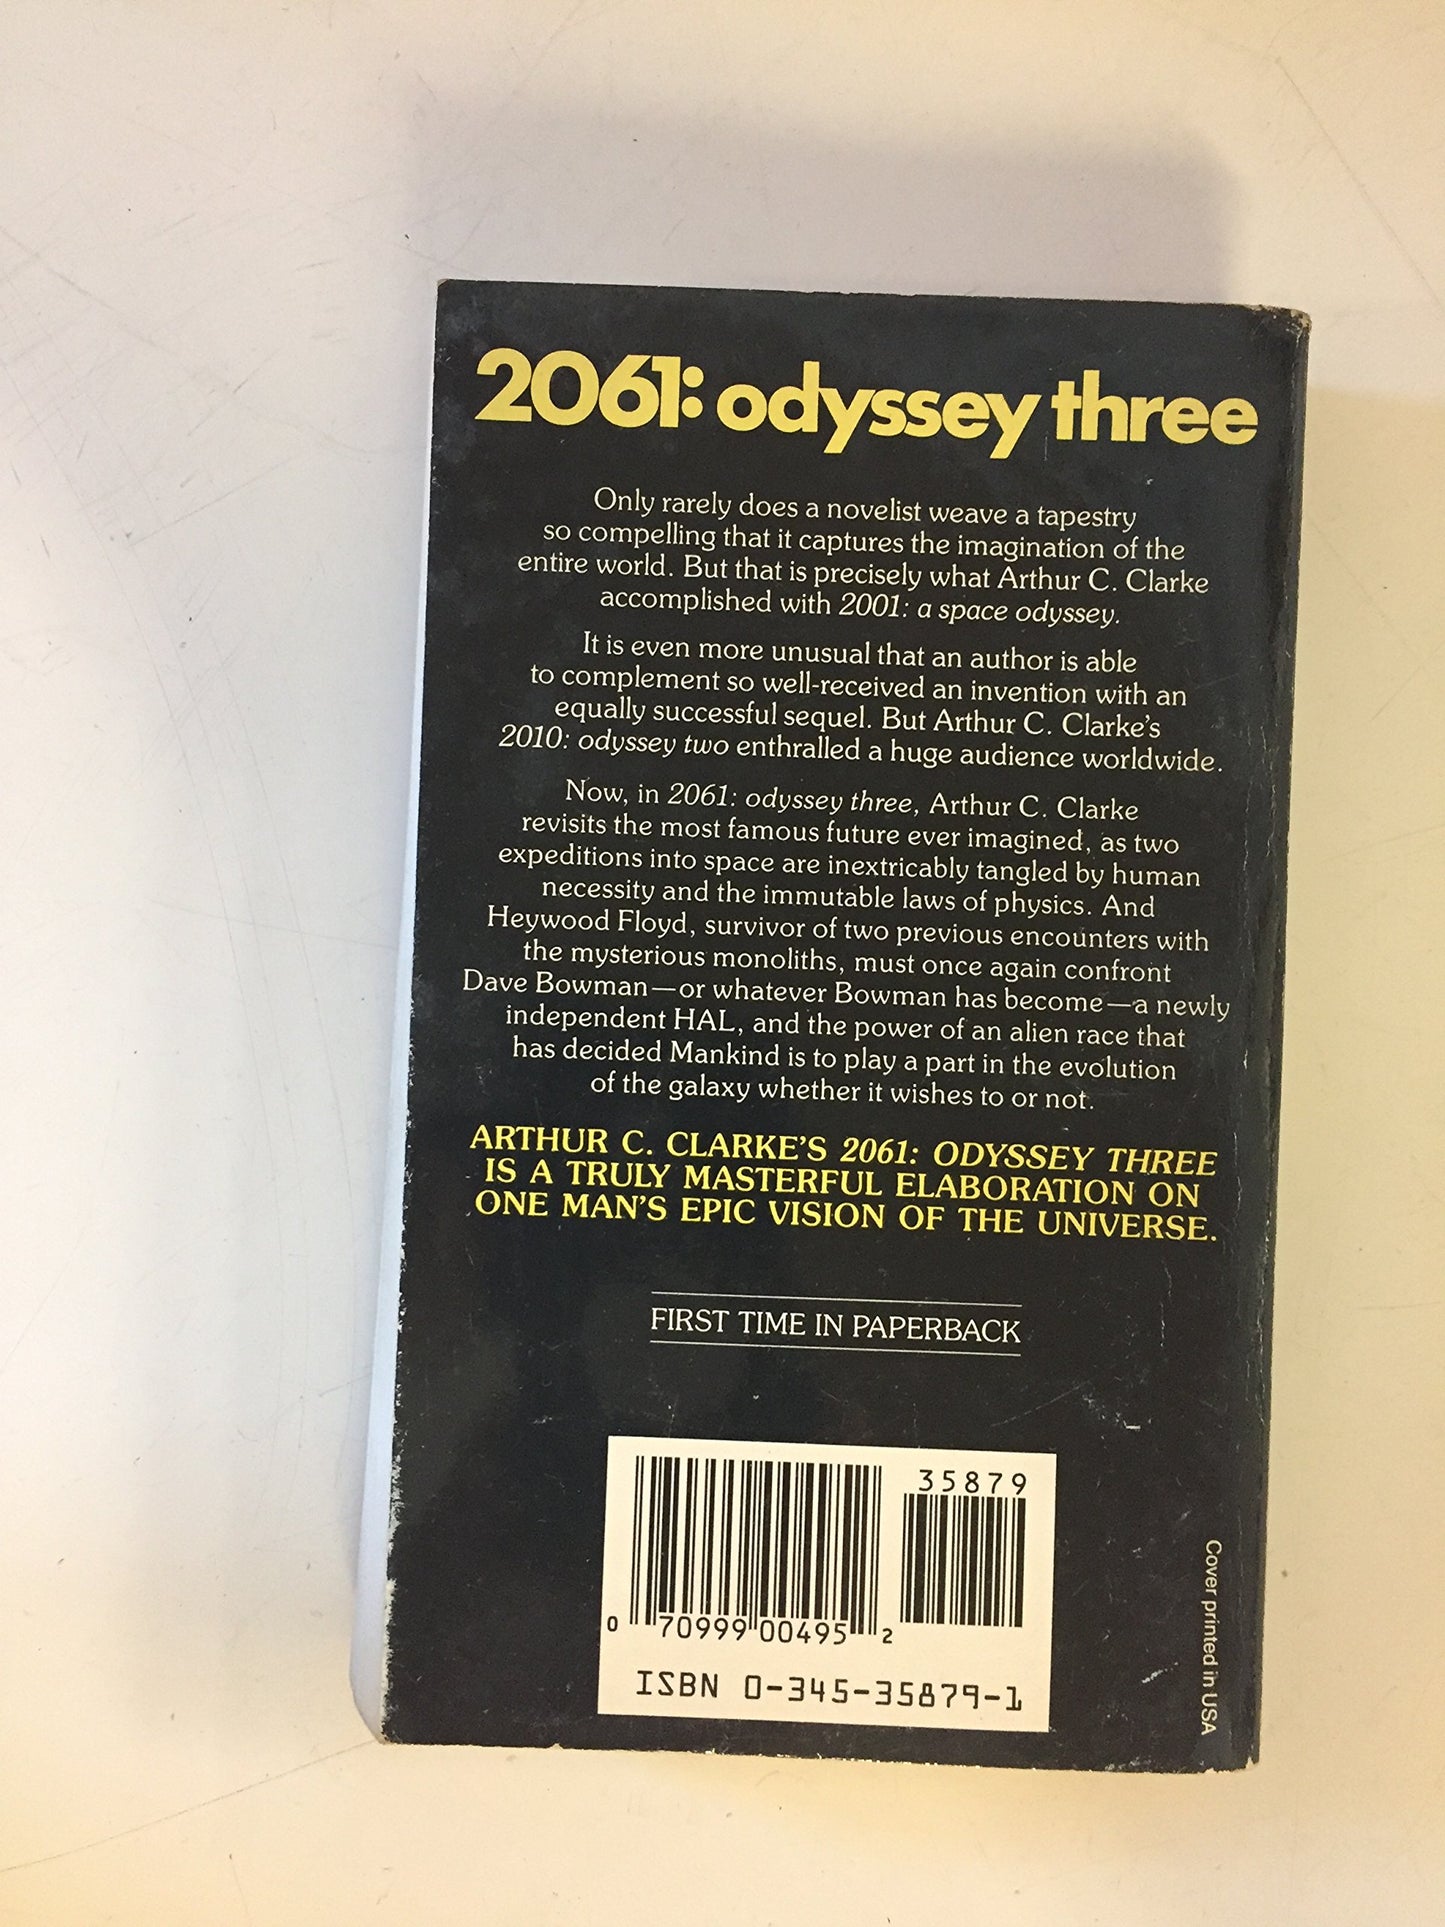 2061: odyssey three
Only rarely does a novelist weave a tapestry
so compelling that it captures the imagination of the
entire world. But that is precisely what Arthur C. Clarke
accomplished with 2001: a space odyssey.
It is even more unusual that an author is able
to complement so well-received an invention with an
equally successful sequel. But Arthur C. Clarke's
2010: odyssey two enthralled a huge audience worldwide.
Now, in 2061: odyssey three, Arthur C. Clarke
revisits the most famous future ever imagined, as two
expeditions into space are inextricably tangled by human
necessity and the immutable laws of physics. And
Heywood Floyd, survivor of two previous encounters with
the mysterious monoliths, must once again confront
Dave Bowman—or whatever Bowman has become—a newly
independent HAL, and the power of an alien race that
has decided Mankind is to play a part in the evolution
of the galaxy whether it wishes to or not.
ARTHUR C. CLARKE'S 2061: ODYSSEY THREE
IS A TRULY MASTERFUL ELABORATION ON
ONE MAN'S EPIC VISION OF THE UNIVERSE.
FIRST TIME IN PAPERBACK
35879
0 70999 00495 2
ISBN 0-345-35879-1
Cover printed in USA